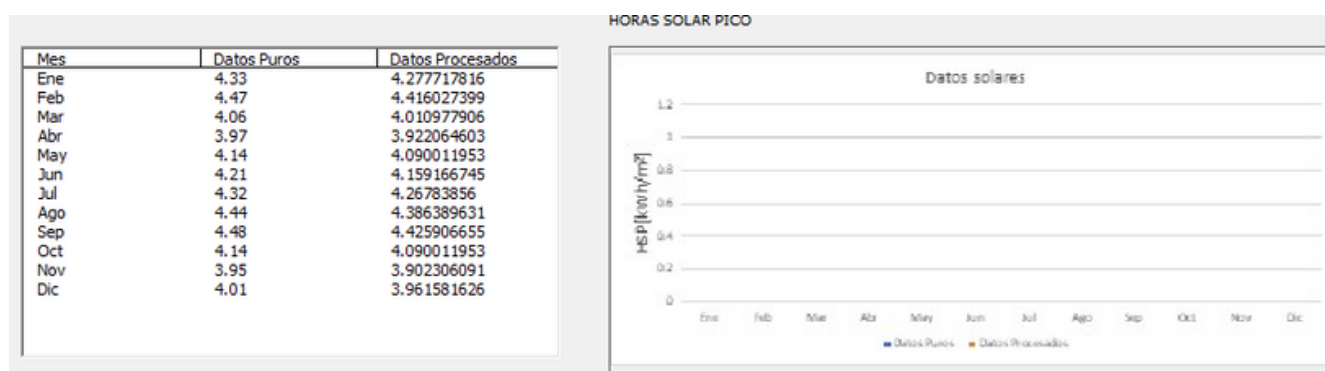 HORAS SOLAR PICO
Mes Datos Puros Datos Procesados
Ene 4.33 4.277717816
Feb 4.47 4.416027399
Mar 4.06 4.010977906
Abr 3.97 3.922064603
May 4.14 4.090011953
Jun 4.21 4.159166745
Jul 4.32 4.26783856
Ago 4.44 4.386389631
Sep 4.48 4.425906655
Oct 4.14 4.090011953
Nov 3.95 3.902306091
Dic 4.01 3.961581626
Datos solares
HSP[kW/h/m²]
1.2
1
0.8
0.6
0.4
0.2
0
Ene Feb Mar Abr May Jun Jul Ago Sep Oct Nov Dic
Datos Puros Datos Procesados